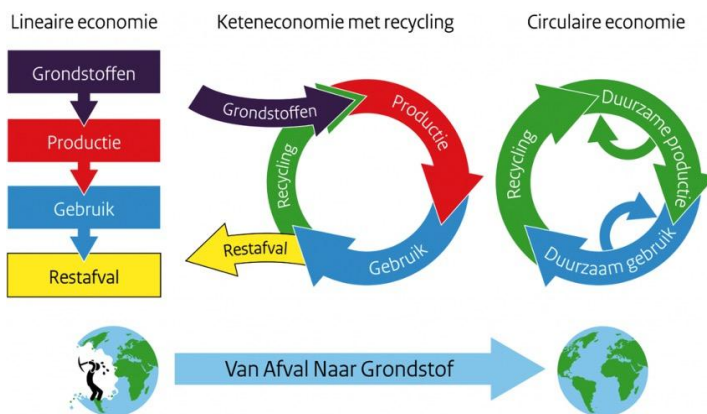 Lineaire economie
Grondstoffen
Productie
Gebruik
Restafval
Keteneconomie met recycling
Grondstoffen
Productie
Recycling
Restafval
Gebruik
Circulaire economie
Duurzame productie
Recycling
Duurzaam gebruik
Van Afval Naar Grondstof